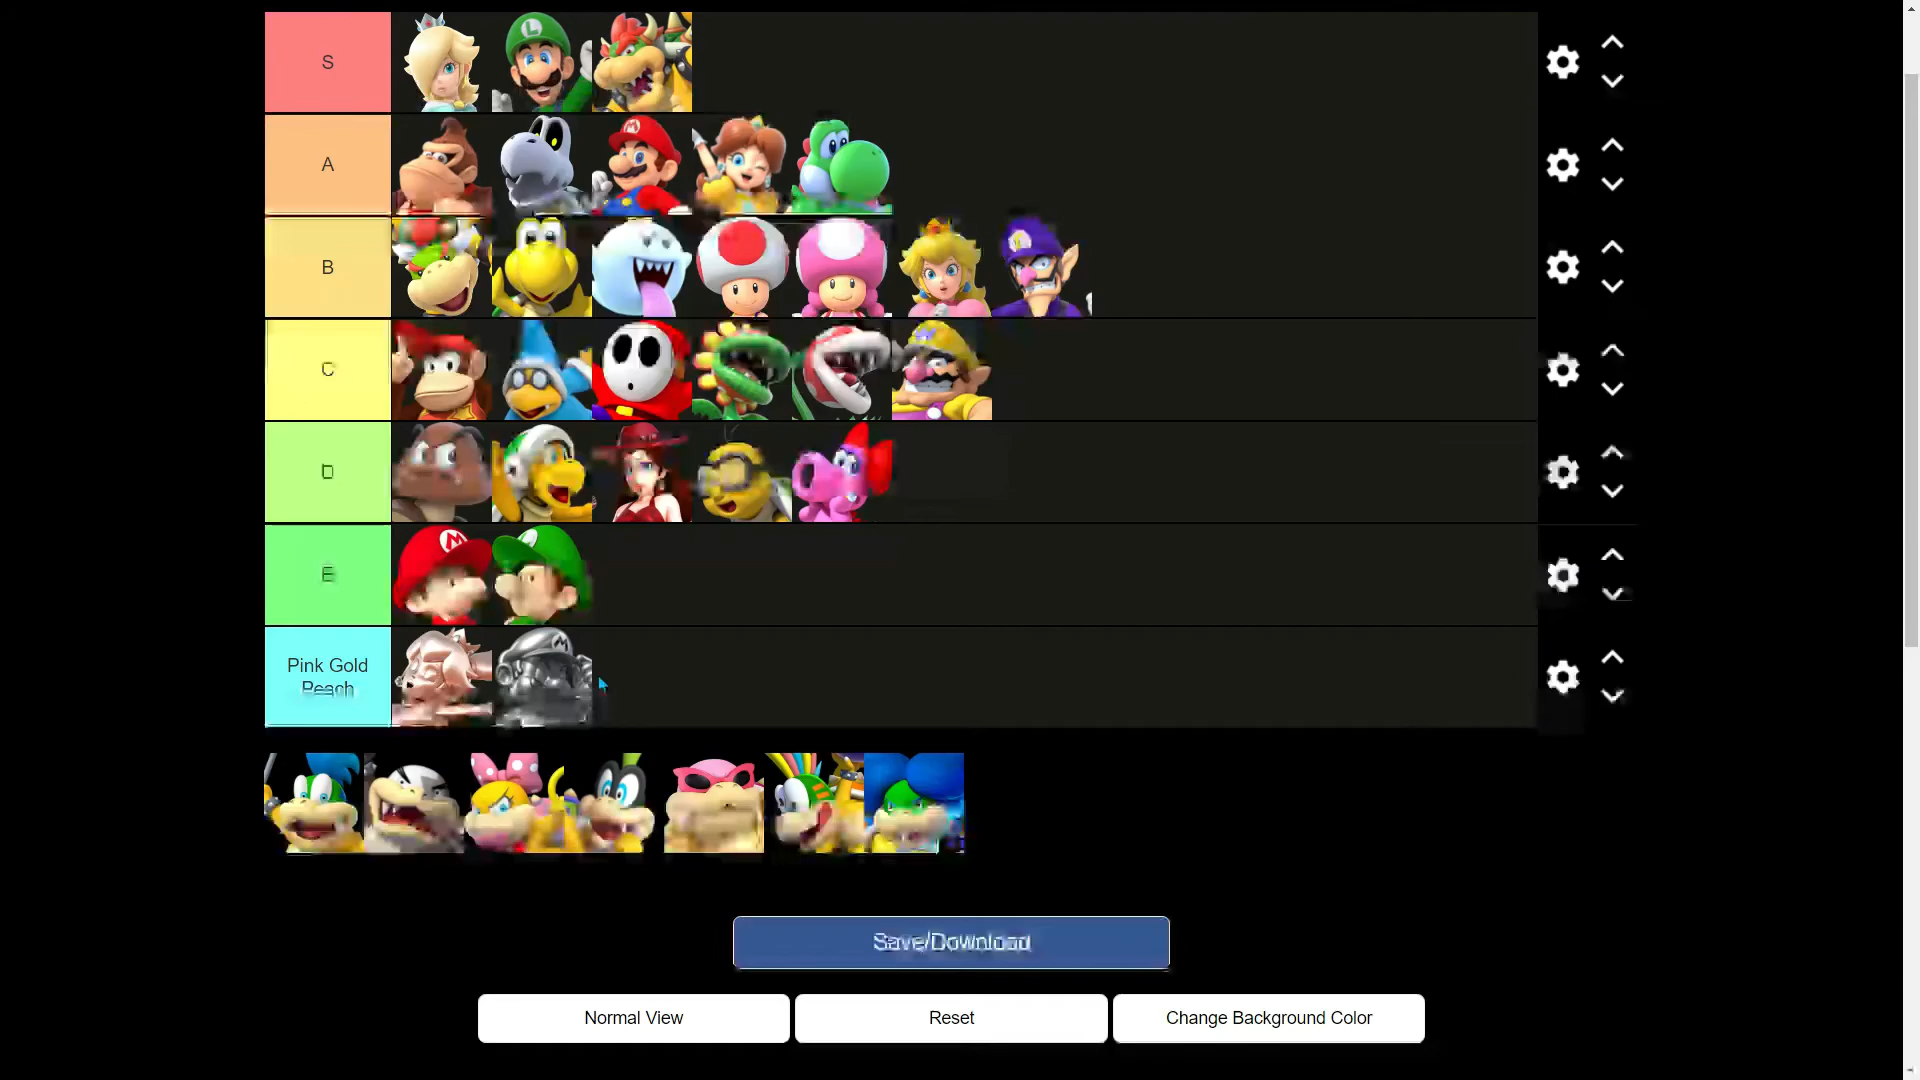 S
A
B
C
D
E
Pink Gold
Peach
Save/Download
Normal View
Reset
Change Background Color